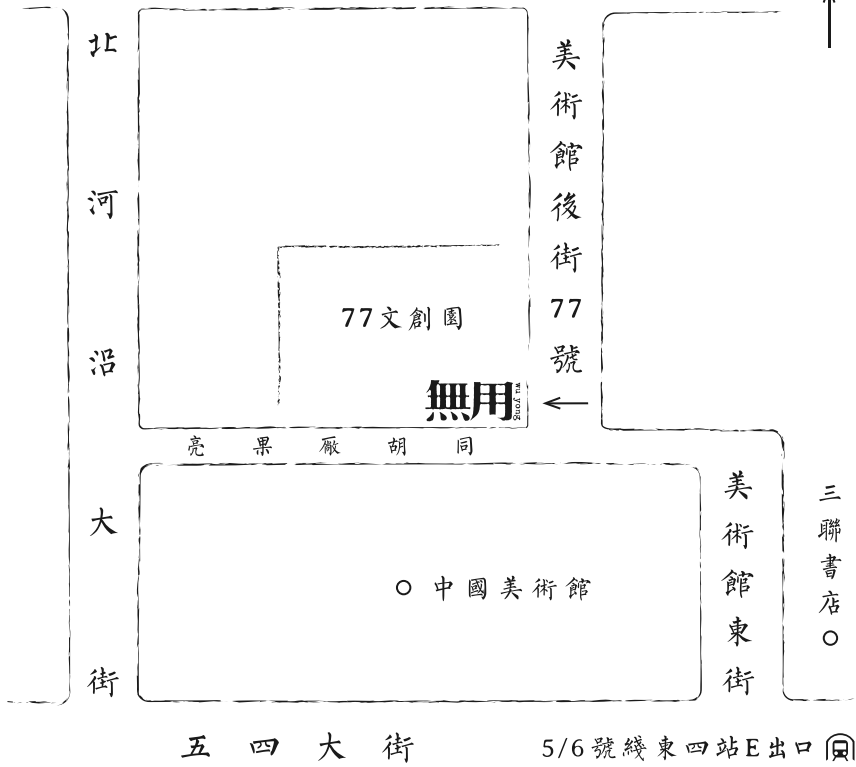 北河沿大街
美術館後街77號
77文創園
無用
wu yong
亮果廠胡同
美術館東街
三聯書店
中國美術館
五四大街
5/6號綫東四站E出口